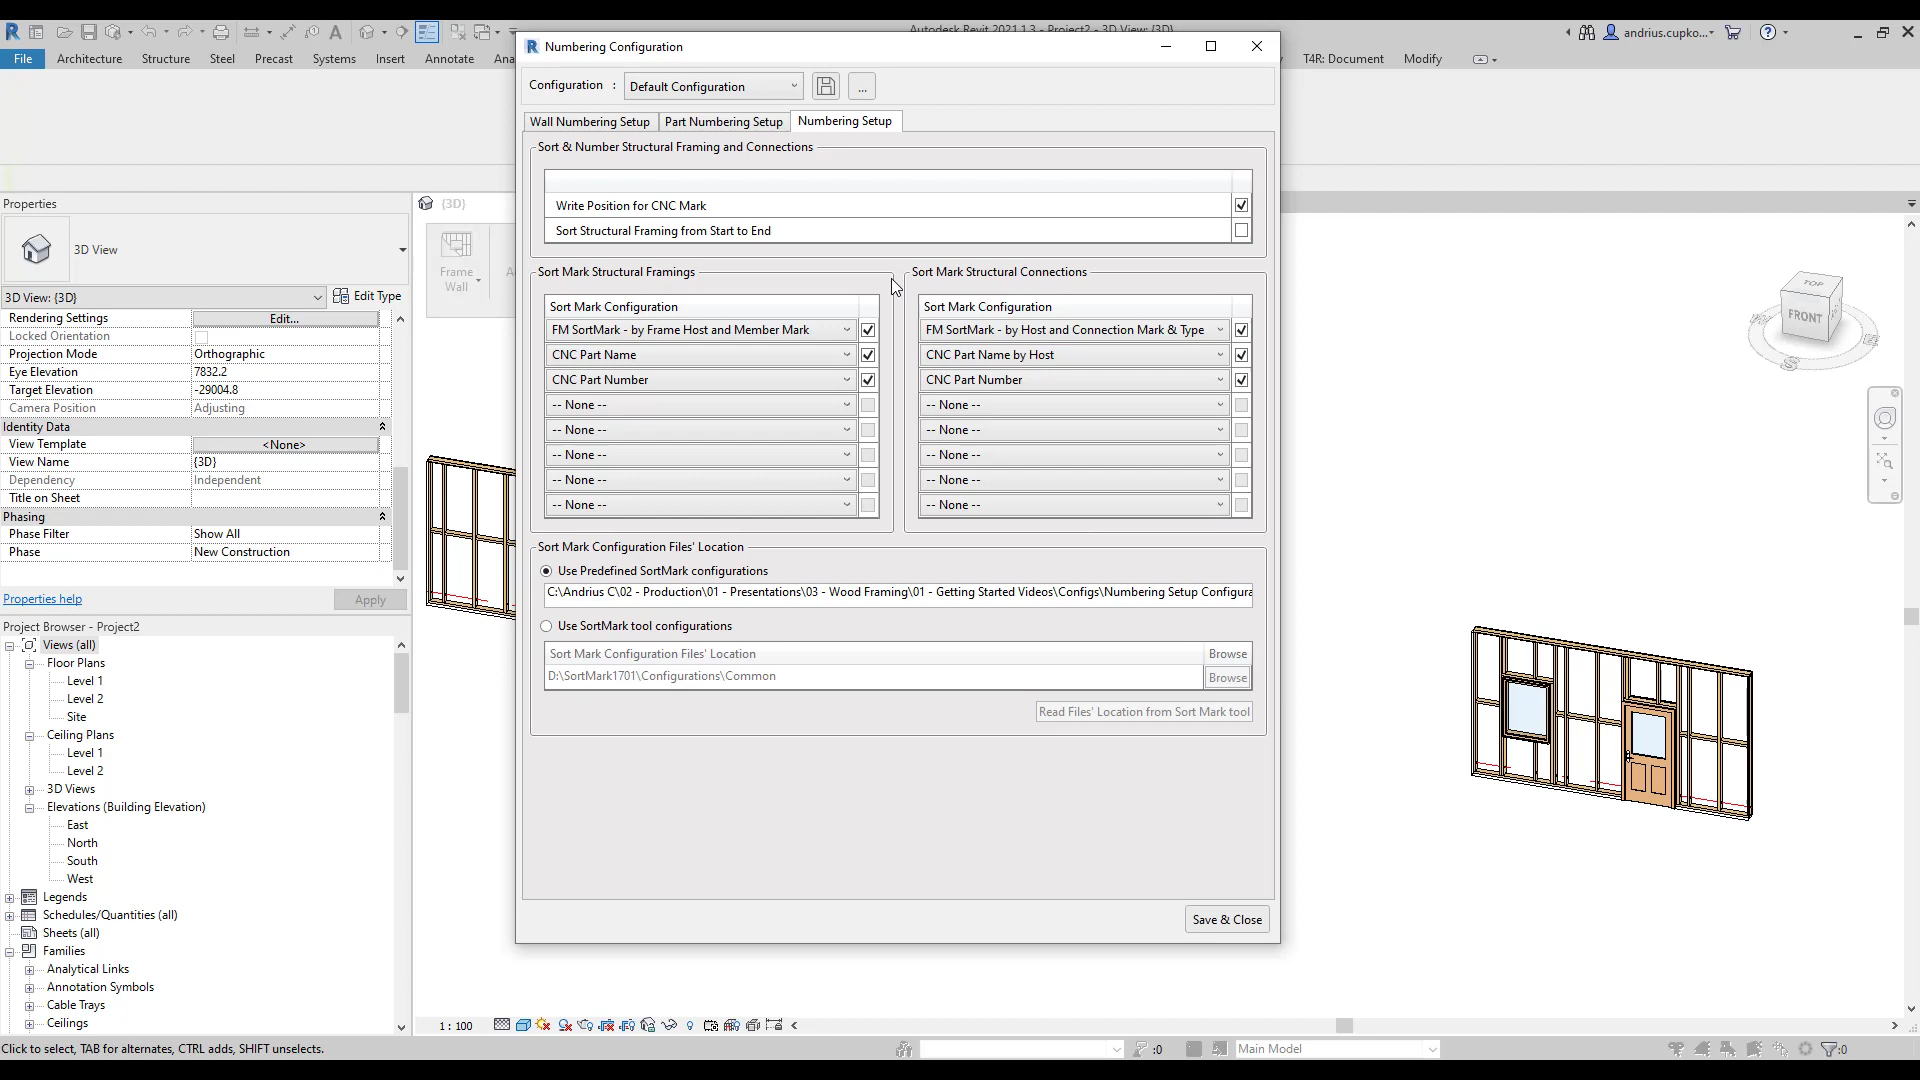 Autodesk Revit 2021.1.3 - Project2 - 3D View: {3D}
andrius.cupko...
File Architecture Structure Steel Precast Systems Insert Annotate Ana T4R: Document Modify
Numbering Configuration
Configuration : Default Configuration ...
Wall Numbering Setup Part Numbering Setup Numbering Setup
Sort & Number Structural Framing and Connections
Write Position for CNC Mark
Sort Structural Framing from Start to End
Sort Mark Structural Framings
Sort Mark Configuration
FM SortMark - by Frame Host and Member Mark
CNC Part Name
CNC Part Number
-- None --
-- None --
-- None --
-- None --
-- None --
Sort Mark Structural Connections
Sort Mark Configuration
FM SortMark - by Host and Connection Mark & Type
CNC Part Name by Host
CNC Part Number
-- None --
-- None --
-- None --
-- None --
-- None --
Sort Mark Configuration Files' Location
Use Predefined SortMark configurations
C:\Andrius C\02 - Production\01 - Presentations\03 - Wood Framing\01 - Getting Started Videos\Configs\Numbering Setup Configura
Use SortMark tool configurations
Sort Mark Configuration Files' Location Browse
D:\SortMark1701\Configurations\Common Browse
Read Files' Location from Sort Mark tool
Save & Close
Properties
3D View
3D View: {3D} Edit Type
Rendering Settings Edit...
Locked Orientation
Projection Mode Orthographic
Eye Elevation 7832.2
Target Elevation -29004.8
Camera Position Adjusting
Identity Data
View Template <None>
View Name {3D}
Dependency Independent
Title on Sheet
Phasing
Phase Filter Show All
Phase New Construction
Properties help Apply
{3D}
Frame
Wall
TOP
FRONT
Project Browser - Project2
Views (all)
Floor Plans
Level 1
Level 2
Site
Ceiling Plans
Level 1
Level 2
3D Views
Elevations (Building Elevation)
East
North
South
West
Legends
Schedules/Quantities (all)
Sheets (all)
Families
Analytical Links
Annotation Symbols
Cable Trays
Ceilings
1 : 100
Click to select, TAB for alternates, CTRL adds, SHIFT unselects.
:0
Main Model
:0